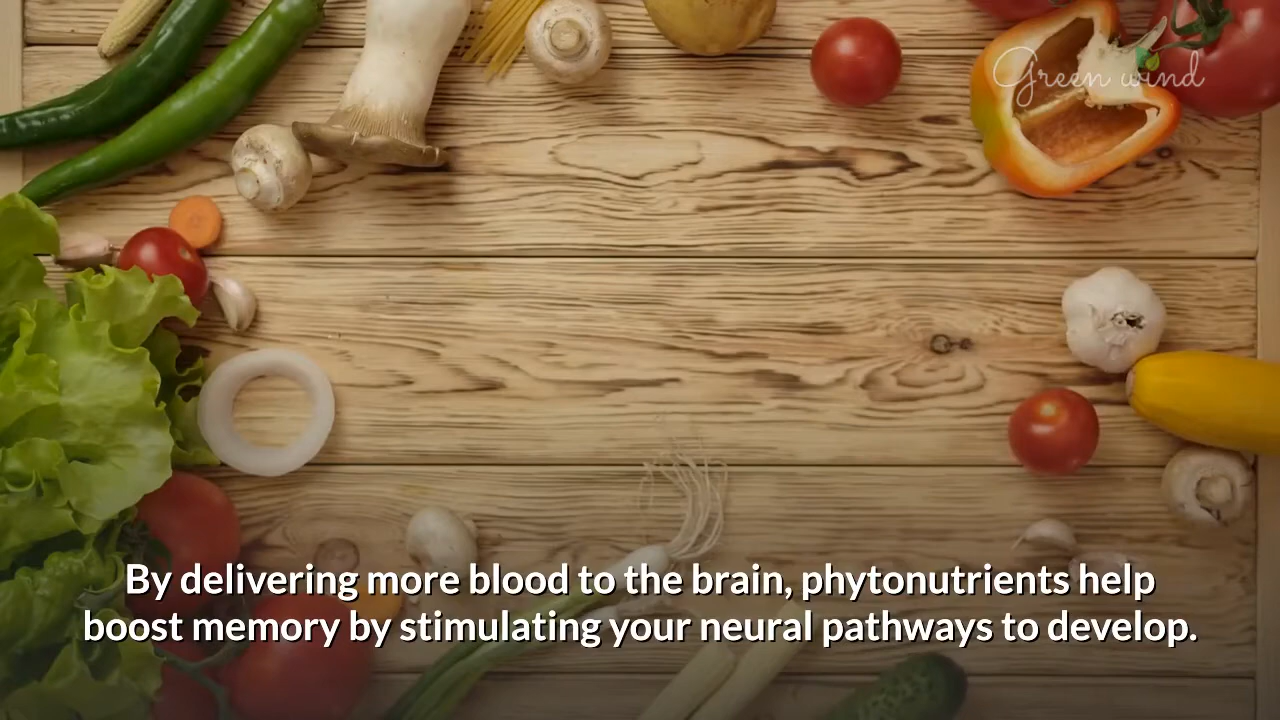 Green wind
By delivering more blood to the brain, phytonutrients help
boost memory by stimulating your neural pathways to develop.